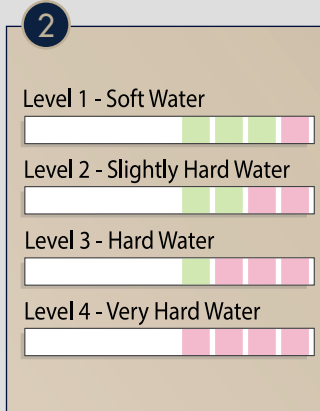 2
Level 1 - Soft Water
Level 2 - Slightly Hard Water
Level 3 - Hard Water
Level 4 - Very Hard Water